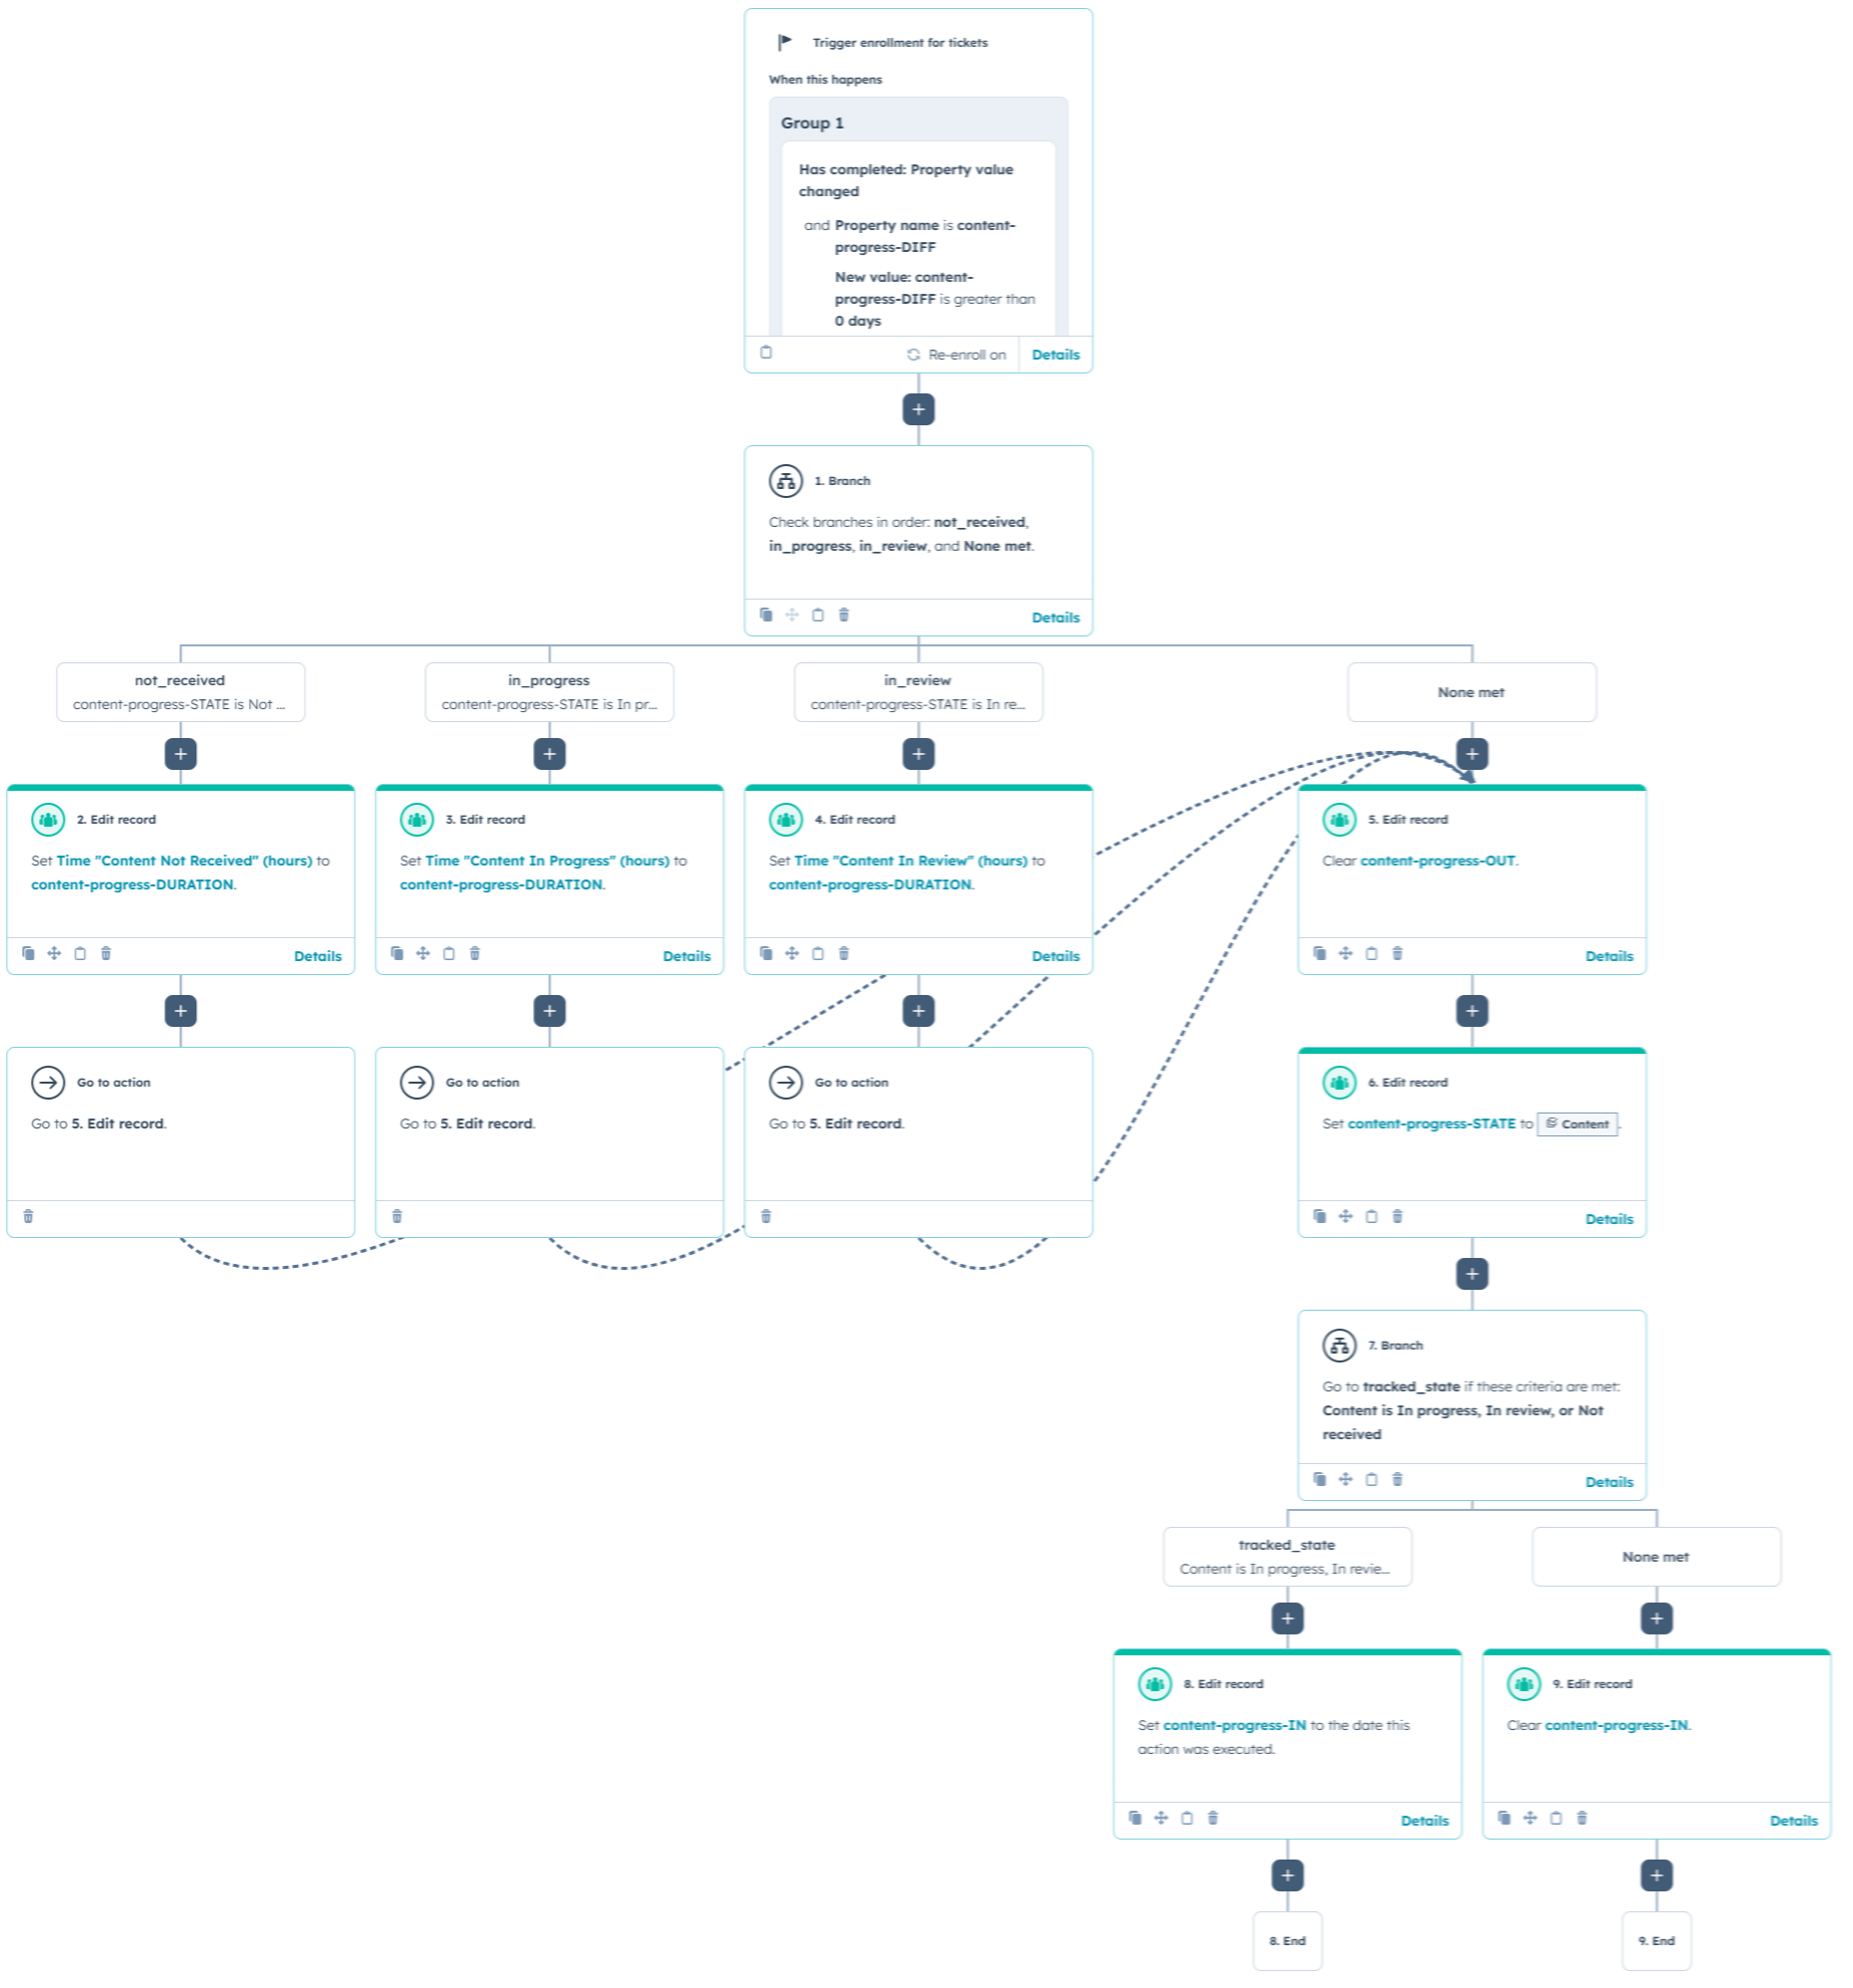 Trigger enrollment for tickets
When this happens
Group 1
Has completed: Property value
changed
and Property name is content-
progress-DIFF
New value: content-
progress-DIFF is greater than
0 days
Re-enroll on
Details
1. Branch
Check branches in order: not_received,
in_progress, in_review, and None met.
Details
not_received
content-progress-STATE is Not ...
in_progress
content-progress-STATE is In pr...
in_review
content-progress-STATE is In re...
None met
2. Edit record
Set Time "Content Not Received" (hours) to
content-progress-DURATION.
Details
3. Edit record
Set Time "Content In Progress" (hours) to
content-progress-DURATION.
Details
4. Edit record
Set Time "Content In Review" (hours) to
content-progress-DURATION.
Details
5. Edit record
Clear content-progress-OUT.
Details
Go to action
Go to 5. Edit record.
Go to action
Go to 5. Edit record.
Go to action
Go to 5. Edit record.
6. Edit record
Set content-progress-STATE to Content.
Details
7. Branch
Go to tracked_state if these criteria are met:
Content is In progress, In review, or Not
received
Details
tracked_state
Content is In progress, In revie...
None met
8. Edit record
Set content-progress-IN to the date this
action was executed.
Details
9. Edit record
Clear content-progress-IN.
Details
8. End
9. End